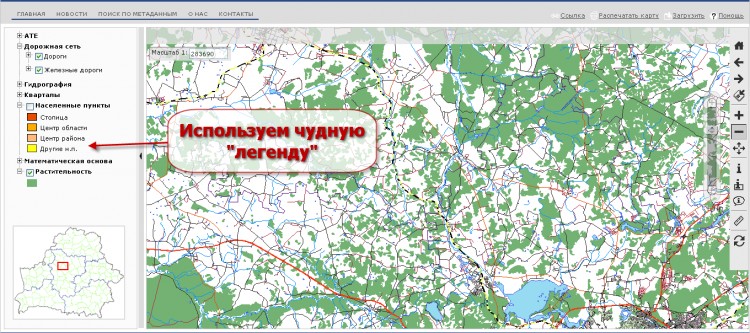 ГЛАВНАЯ НОВОСТИ ПОИСК ПО МЕТАДАННЫМ О НАС КОНТАКТЫ
Ссылка Распечатать карту Загрузить ? Помощь
АТЕ
Дорожная сеть
Дороги
Железные дороги
Гидрография
Кварталы
Населенные пункты
Столица
Центр области
Центр района
Другие н.п.
Математическая основа
Растительность
Масштаб 1: 283690
Используем чудную
"легенду"